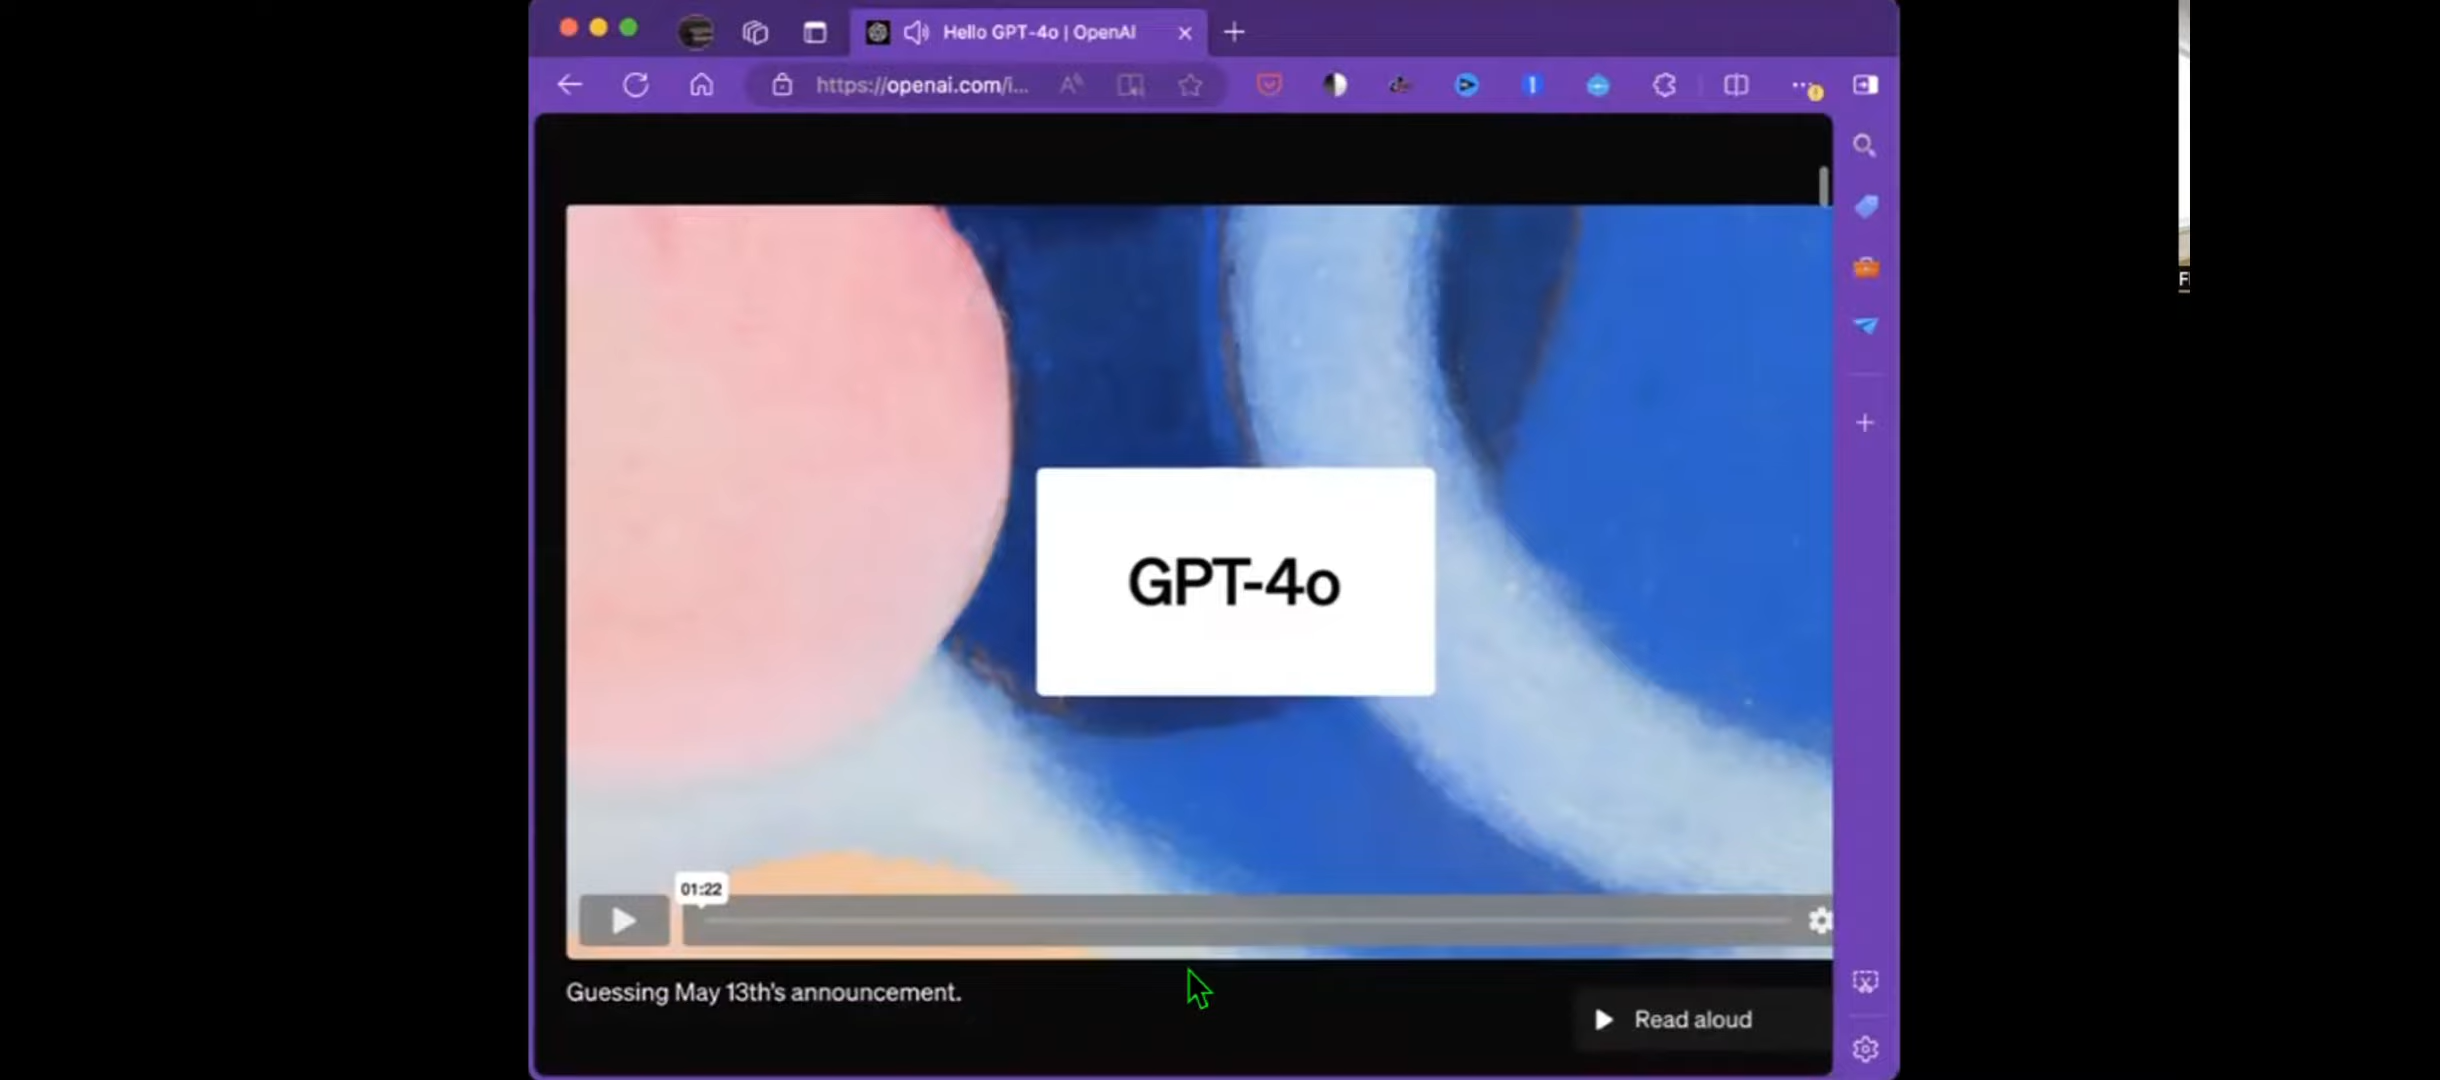 Hello GPT-4o | OpenAI
https://openai.com/i...
GPT-4o
01:22
Guessing May 13th's announcement.
Read aloud